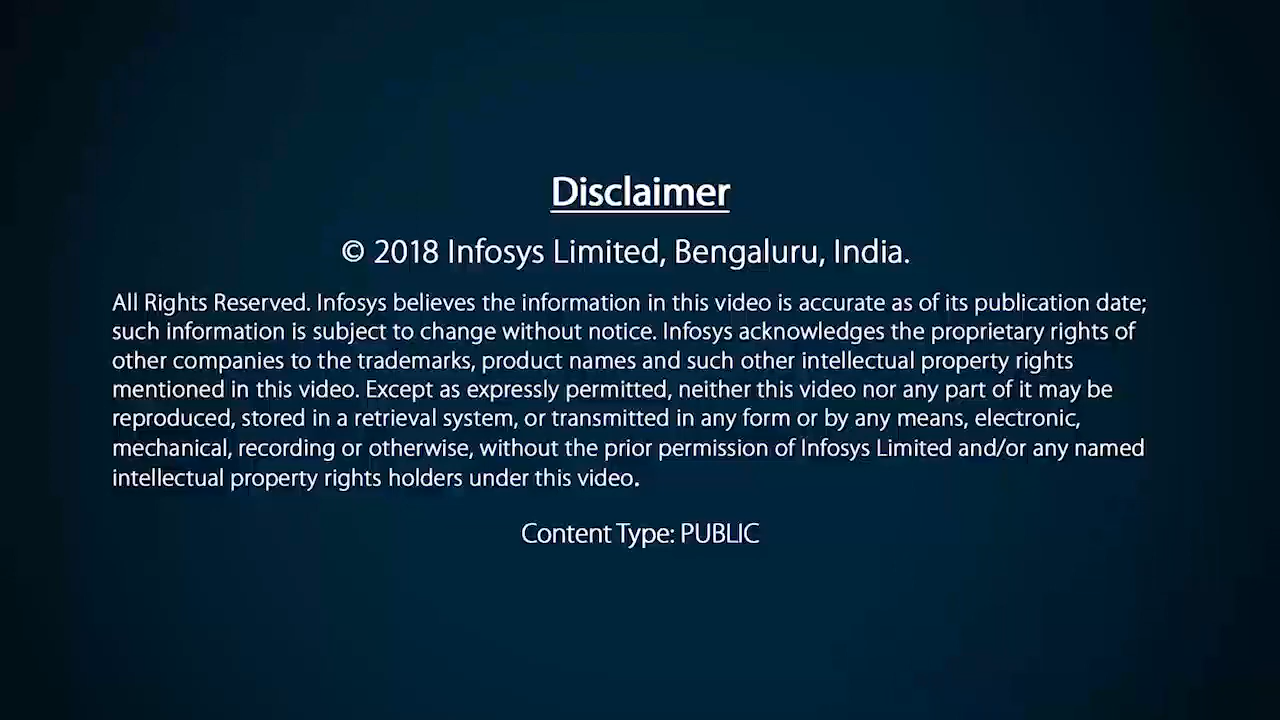 Disclaimer
© 2018 Infosys Limited, Bengaluru, India.
All Rights Reserved. Infosys believes the information in this video is accurate as of its publication date;
such information is subject to change without notice. Infosys acknowledges the proprietary rights of
other companies to the trademarks, product names and such other intellectual property rights
mentioned in this video. Except as expressly permitted, neither this video nor any part of it may be
reproduced, stored in a retrieval system, or transmitted in any form or by any means, electronic,
mechanical, recording or otherwise, without the prior permission of Infosys Limited and/or any named
intellectual property rights holders under this video.
Content Type: PUBLIC